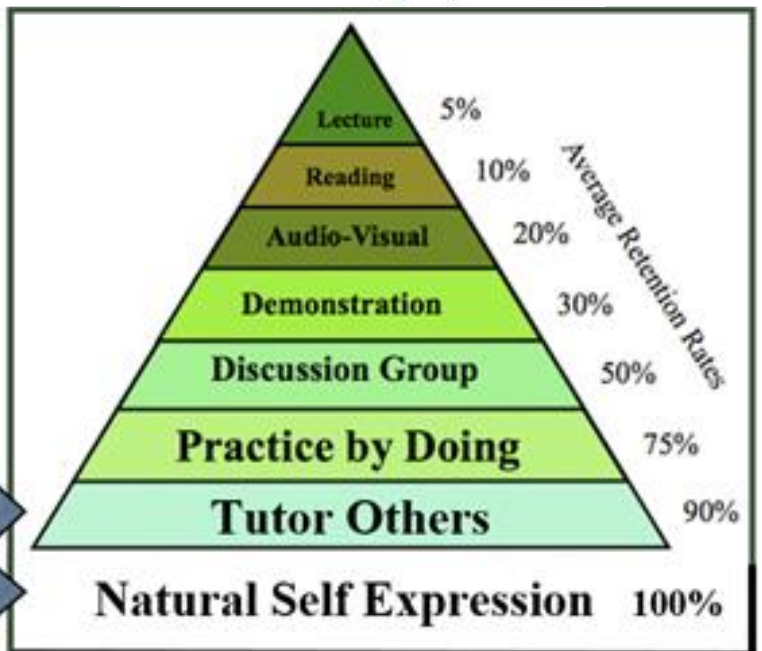 Lecture 5%
Reading 10%
Audio-Visual 20%
Demonstration 30%
Discussion Group 50%
Practice by Doing 75%
Tutor Others 90%
Natural Self Expression 100%
Average Retention Rates